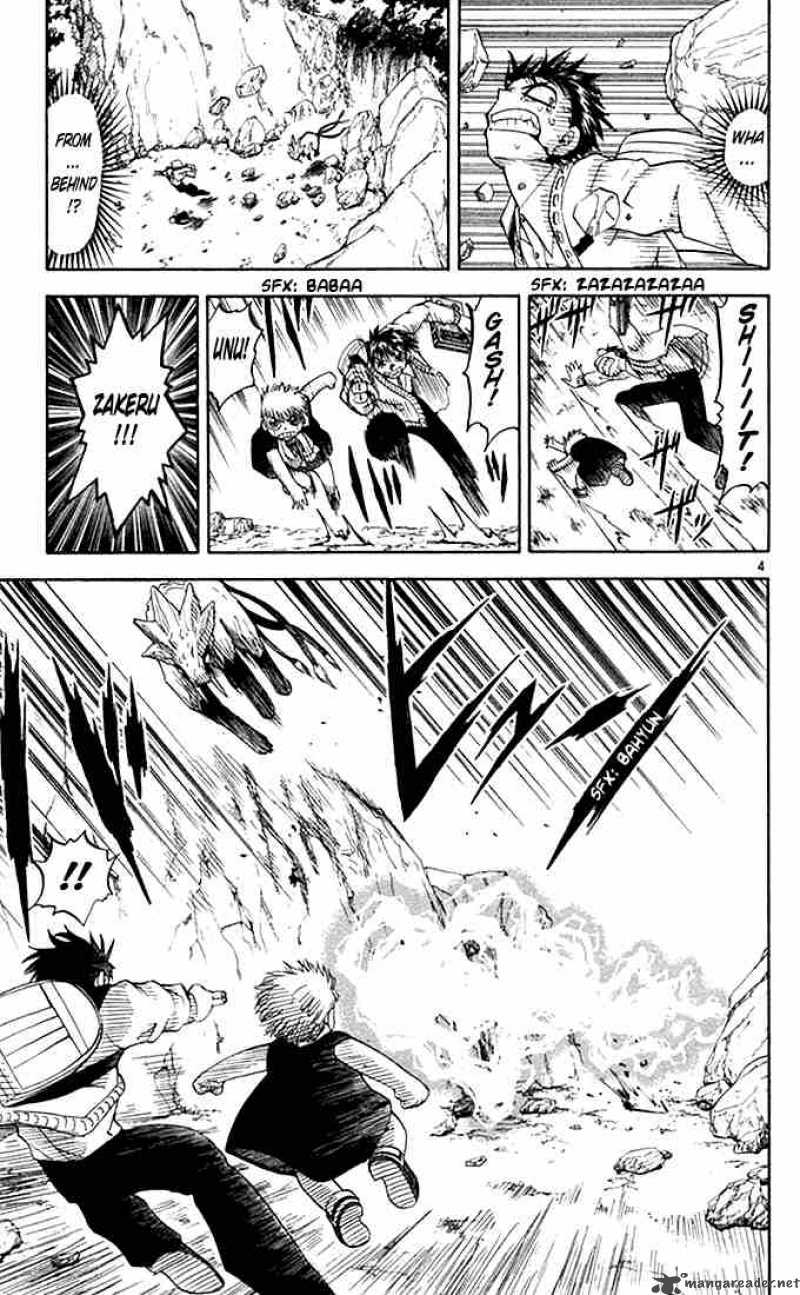 WHA
...
FROM
...
BEHIND
!?
SFX: ZAZAZAZAZAA
SHIIIIT!
SFX: BABAA
GASH!
UNU!
ZAKERU
!!!
4
SFX: BAHYUN
!!
mangareader.net